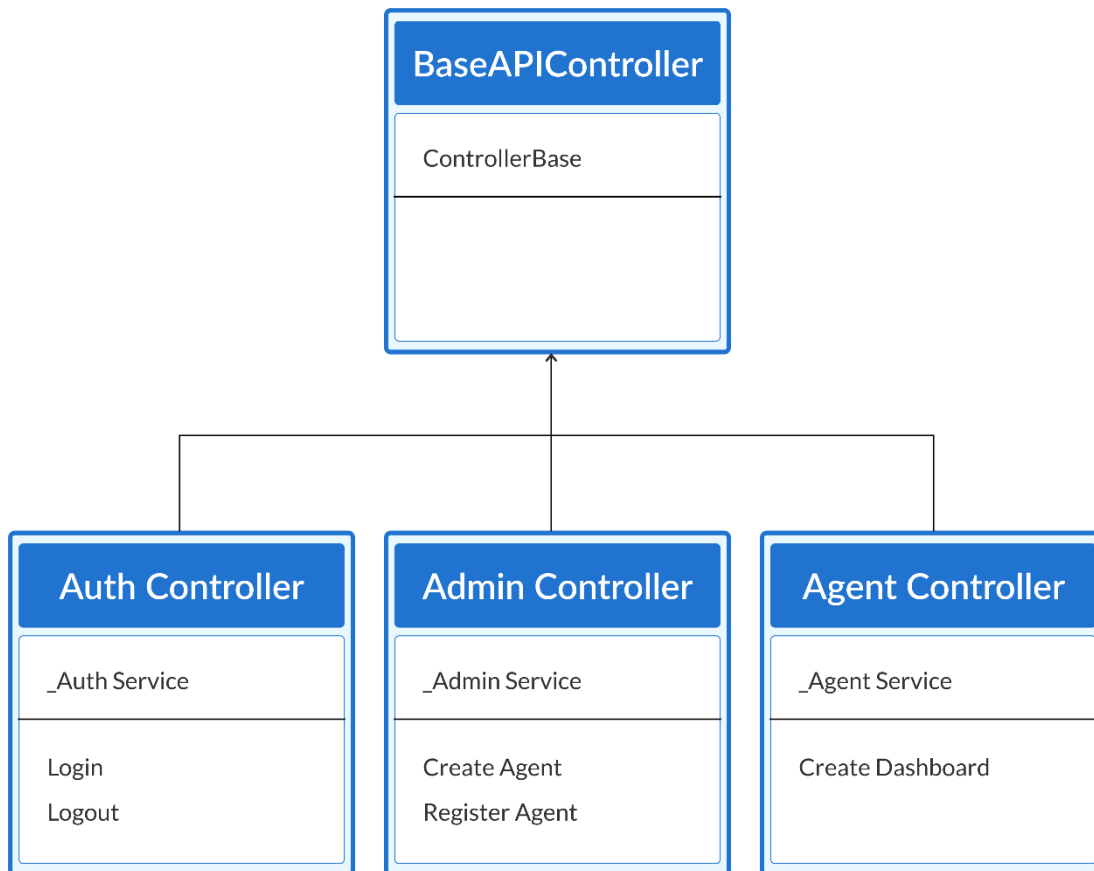 BaseAPIController
ControllerBase
Auth Controller
_Auth Service
Login
Logout
Admin Controller
_Admin Service
Create Agent
Register Agent
Agent Controller
_Agent Service
Create Dashboard